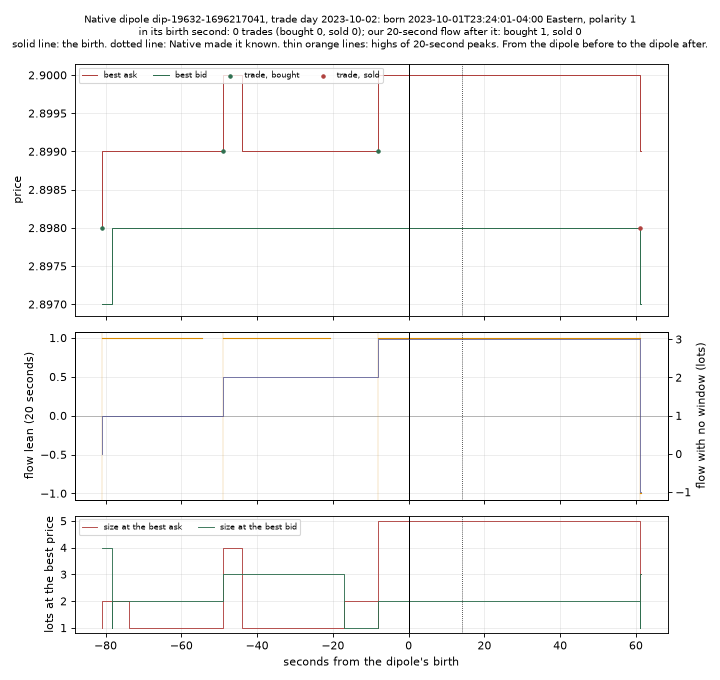 Native dipole dip-19632-1696217041, trade day 2023-10-02: born 2023-10-01T23:24:01-04:00 Eastern, polarity 1
in its birth second: 0 trades (bought 0, sold 0); our 20-second flow after it: bought 1, sold 0
solid line: the birth. dotted line: Native made it known. thin orange lines: highs of 20-second peaks. From the dipole before to the dipole after.
best ask best bid trade, bought trade, sold
2.9000
2.8995
2.8990
2.8985
2.8980
2.8975
2.8970
price
1.0
0.5
0.0
−0.5
−1.0
flow lean (20 seconds)
3
2
1
0
−1
flow with no window (lots)
size at the best ask size at the best bid
5
4
3
2
1
lots at the best price
−80 −60 −40 −20 0 20 40 60
seconds from the dipole's birth